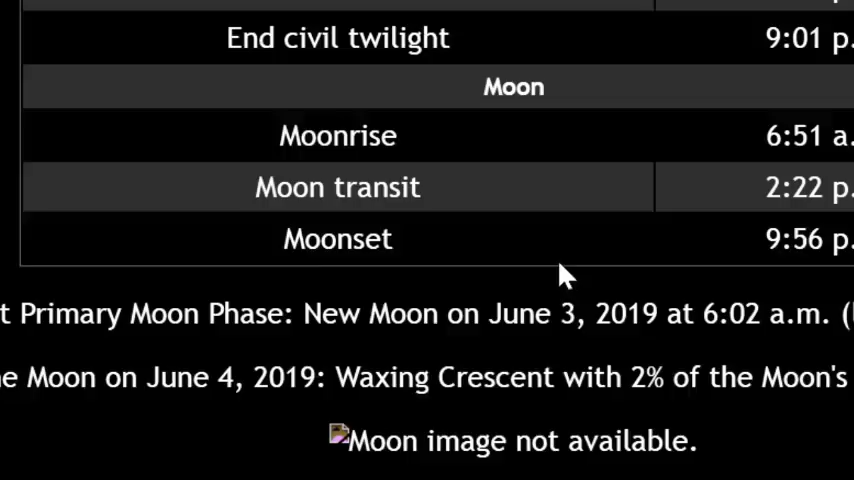 End civil twilight 9:01 p.
Moon
Moonrise 6:51 a.
Moon transit 2:22 p.
Moonset 9:56 p.
t Primary Moon Phase: New Moon on June 3, 2019 at 6:02 a.m. (
e Moon on June 4, 2019: Waxing Crescent with 2% of the Moon's
Moon image not available.